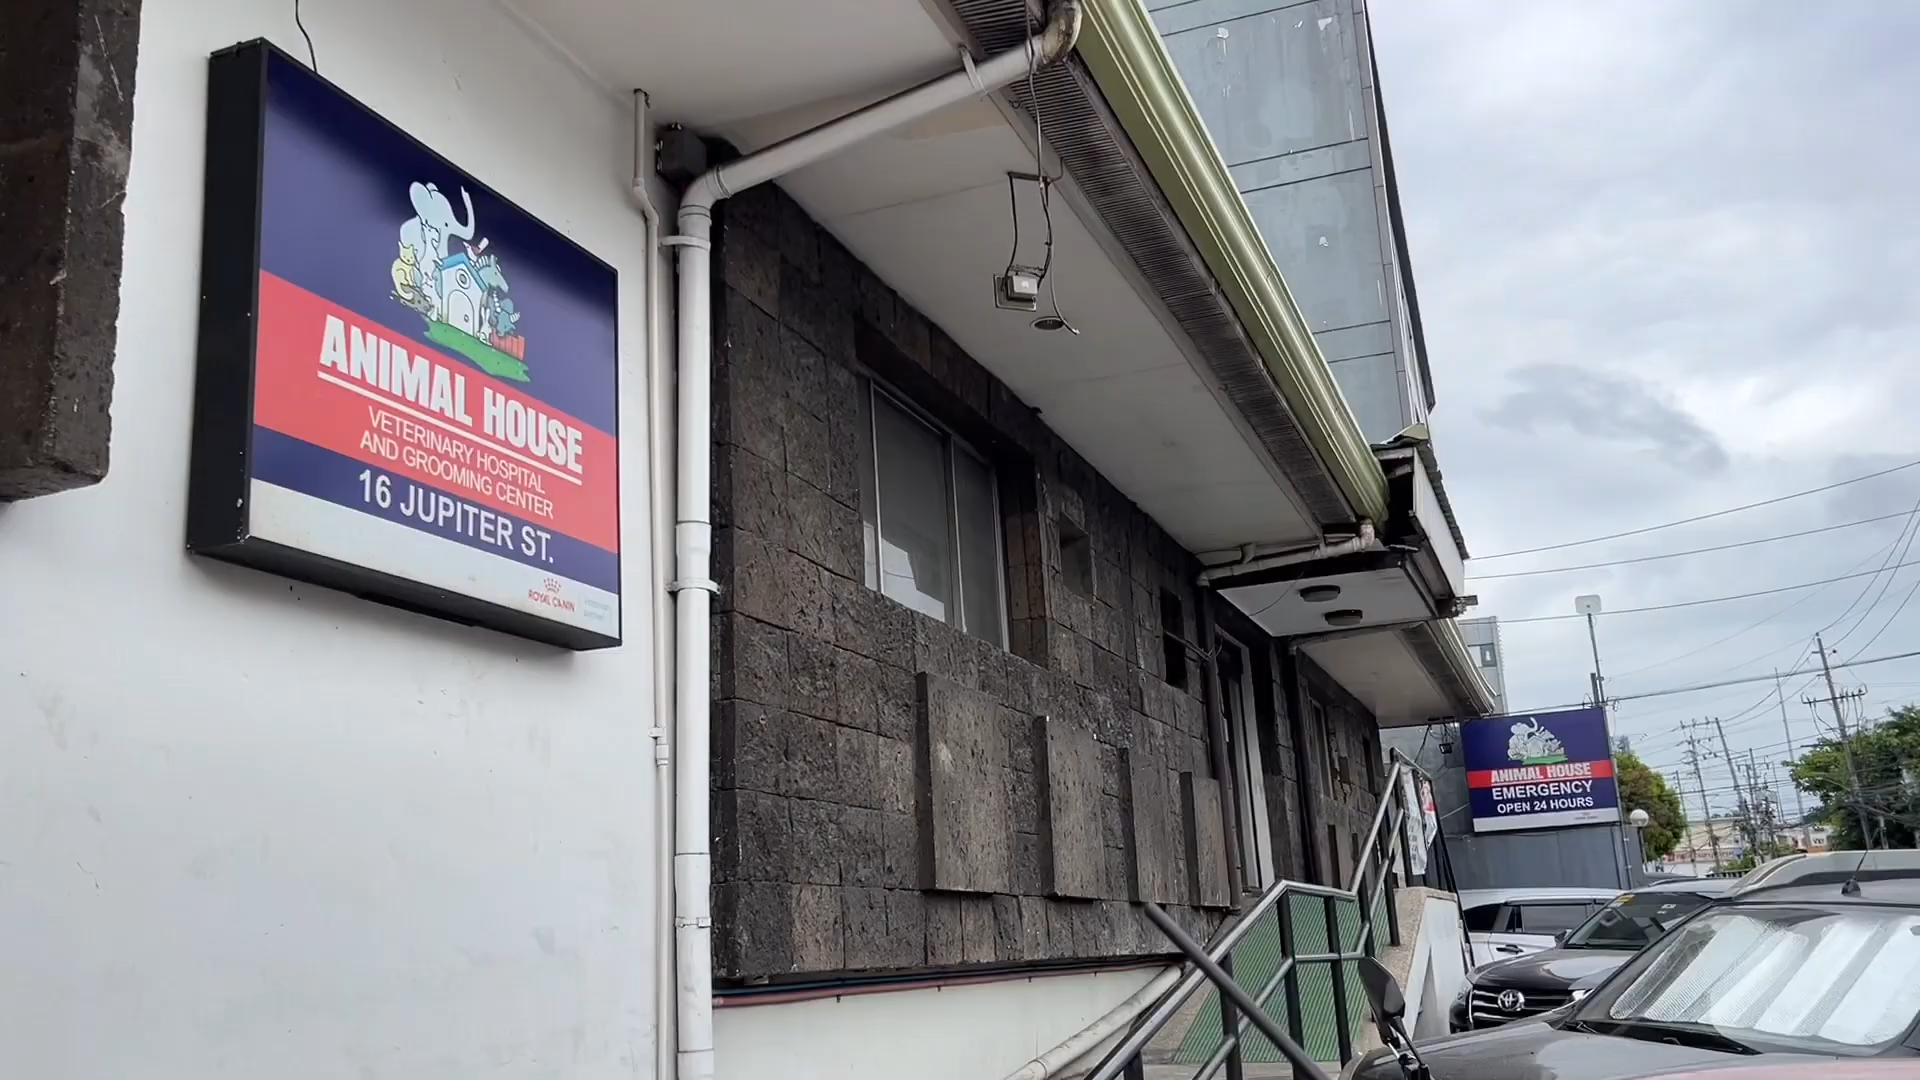 ANIMAL HOUSE
VETERINARY HOSPITAL
AND GROOMING CENTER
16 JUPITER ST.
ROYAL CANIN
ANIMAL HOUSE
EMERGENCY
OPEN 24 HOURS